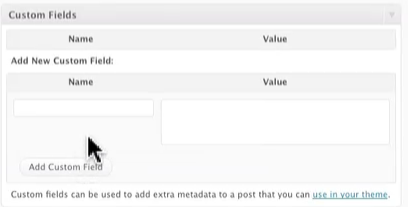 Custom Fields
Name Value
Add New Custom Field:
Name Value
Add Custom Field
Custom fields can be used to add extra metadata to a post that you can use in your theme.